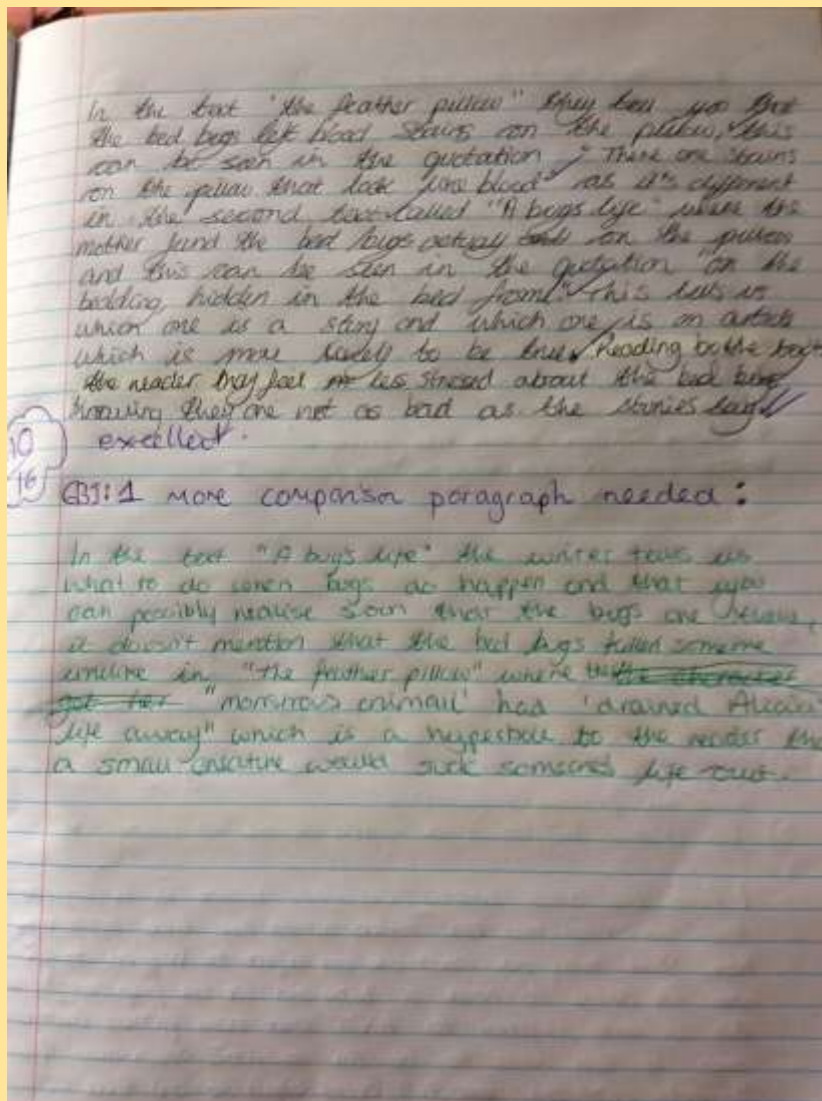 In the text "the feather pillow" they tell you that
the bed bugs left blood stains on the pillow, this
can be seen in the quotation, "There are stains
on the pillow that look like blood" as it's different
in the second text called "A bugs life" where the
mother fund the bed bugs actualy on the pillow
and this can be seen in the quotation "on the
bedding, hidden in the bed frame" this tells us
which one is a story and which one is an article
which is more likely to be true. Reading bothe texts
the reader may feel less stressed about the bed bugs
knowing they are not as bad as the stories say
excellent.
10
16
EBI: 1 more comparison paragraph needed:
In the text "A bugs life" the writer tells us
what to do when bugs do happen and that you
can possibly realise soon that the bugs are
it doesn't mention that the bed bugs killed someone
unlike in "the feather pillow" where the character
got her "monstrous animal' had 'drained Alicia's
life away" which is a hyperbole to the reader
a small creature would suck someones life out.